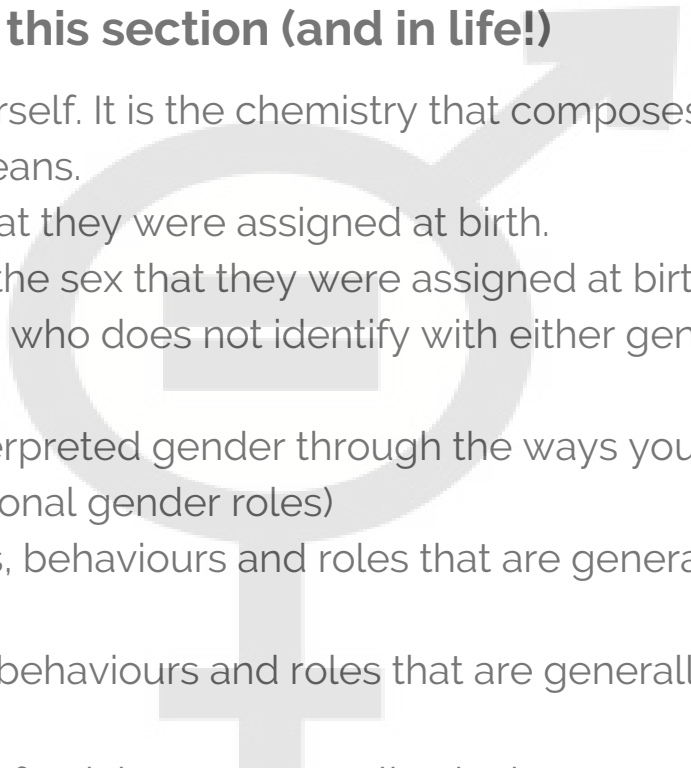 this section (and in life!)
rself. It is the chemistry that composes
eans.
at they were assigned at birth.
the sex that they were assigned at birt
who does not identify with either gen
erpreted gender through the ways you
onal gender roles)
s, behaviours and roles that are genera
behaviours and roles that are generall